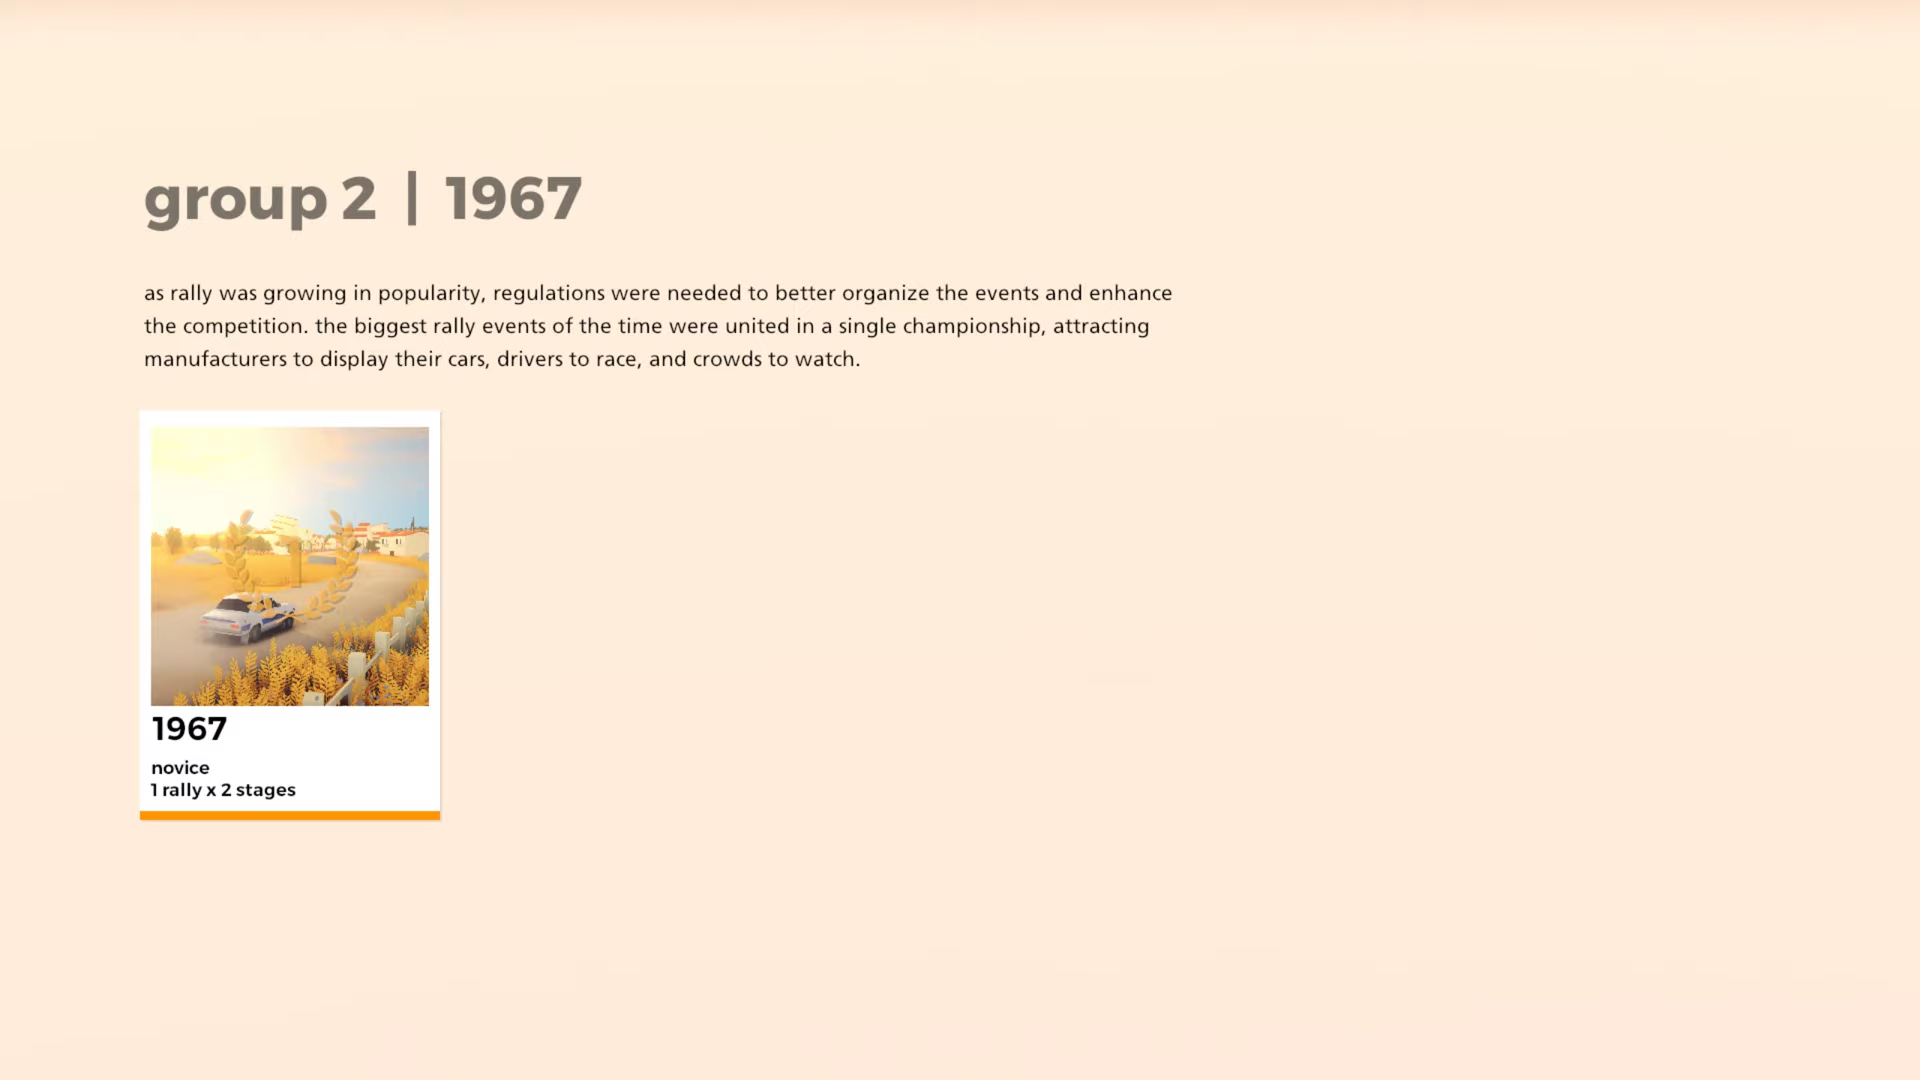 group 2 | 1967
as rally was growing in popularity, regulations were needed to better organize the events and enhance
the competition. the biggest rally events of the time were united in a single championship, attracting
manufacturers to display their cars, drivers to race, and crowds to watch.
1
1967
novice
1 rally x 2 stages